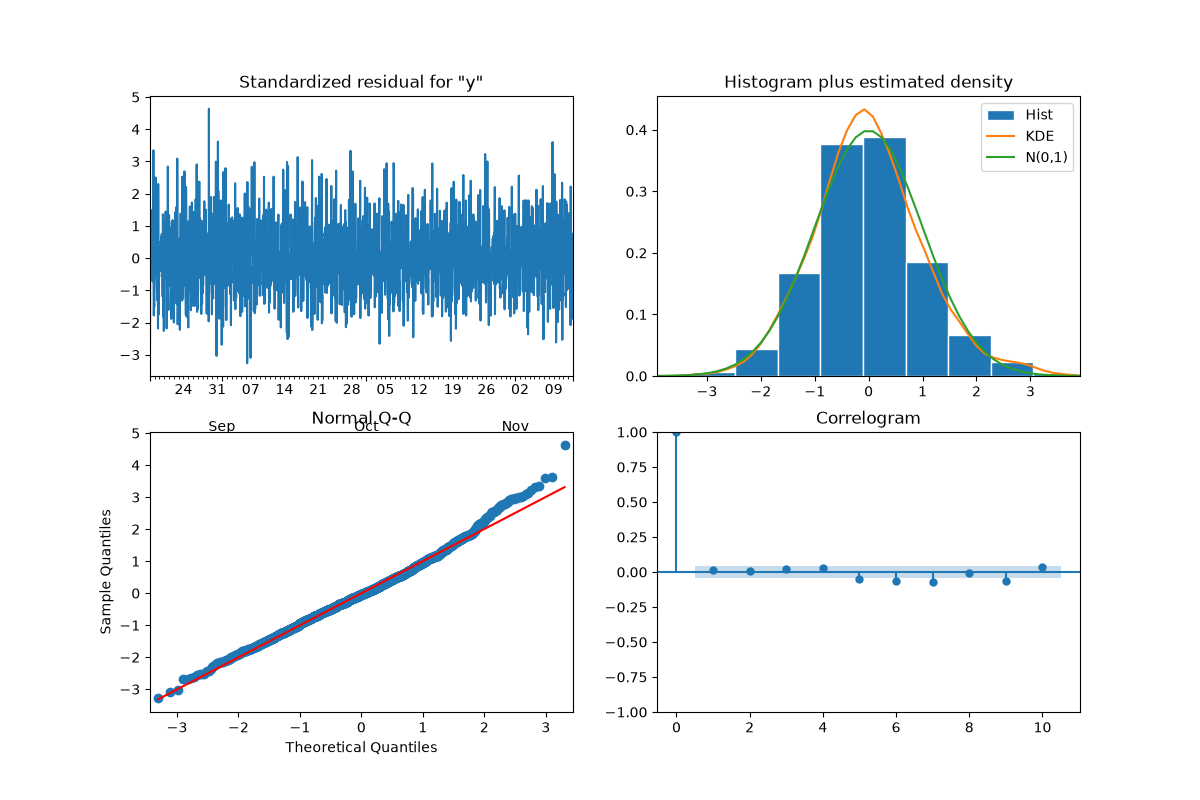 Standardized residual for "y"
5
4
3
2
1
0
−1
−2
−3
24 31 07 14 21 28 05 12 19 26 02 09
Sep Oct Nov
Histogram plus estimated density
Hist
KDE
N(0,1)
0.4
0.3
0.2
0.1
0.0
−3 −2 −1 0 1 2 3
Normal Q-Q
Sample Quantiles
5
4
3
2
1
0
−1
−2
−3
−3 −2 −1 0 1 2 3
Theoretical Quantiles
Correlogram
1.00
0.75
0.50
0.25
0.00
−0.25
−0.50
−0.75
−1.00
0 2 4 6 8 10